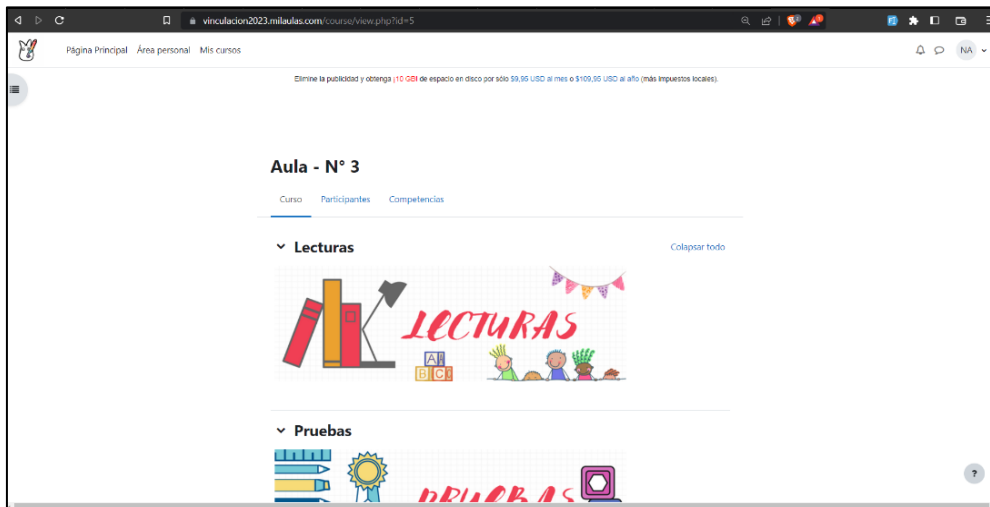 vinculacion2023.milaulas.com/course/view.php?id=5
Página Principal Área personal Mis cursos
NA
Elimine la publicidad y obtenga ¡10 GB! de espacio en disco por sólo $9,95 USD al mes o $109,95 USD al año (más impuestos locales).
Aula - N° 3
Curso Participantes Competencias
Lecturas
Colapsar todo
LECTURAS
A
B C
Pruebas
PRUEBAS
?